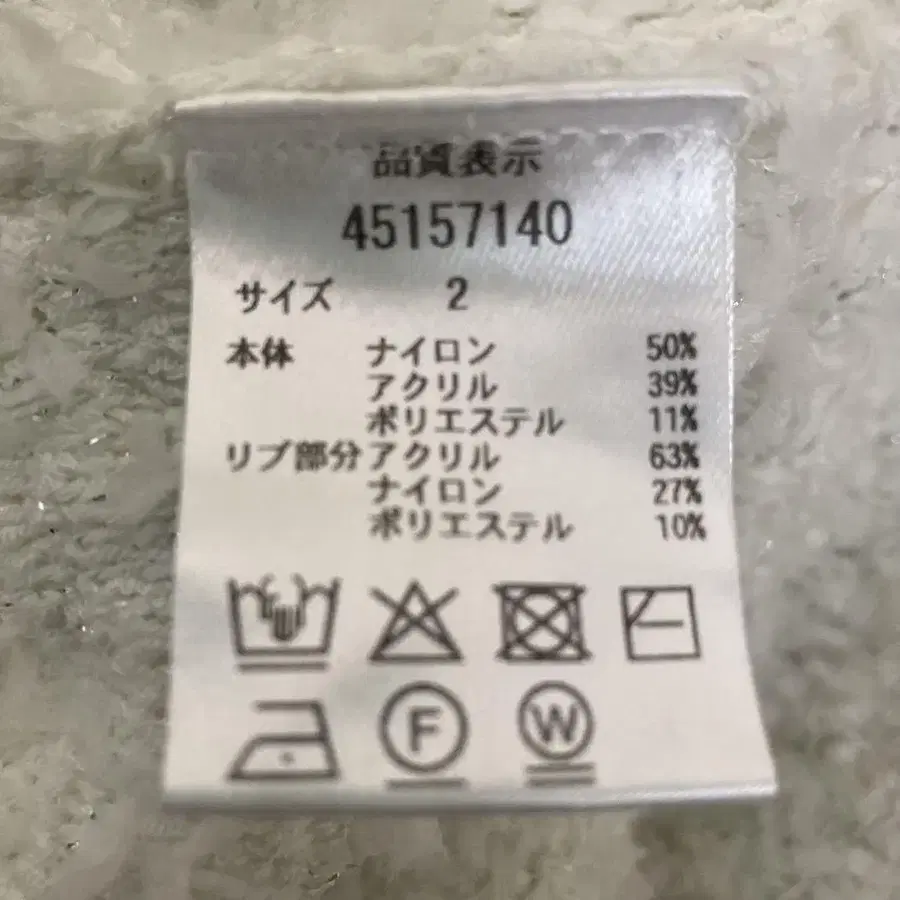 品質表示
45157140
サイズ 2
本体 ナイロン 50%
アクリル 39%
ポリエステル 11%
リブ部分 アクリル 63%
ナイロン 27%
ポリエステル 10%
F W